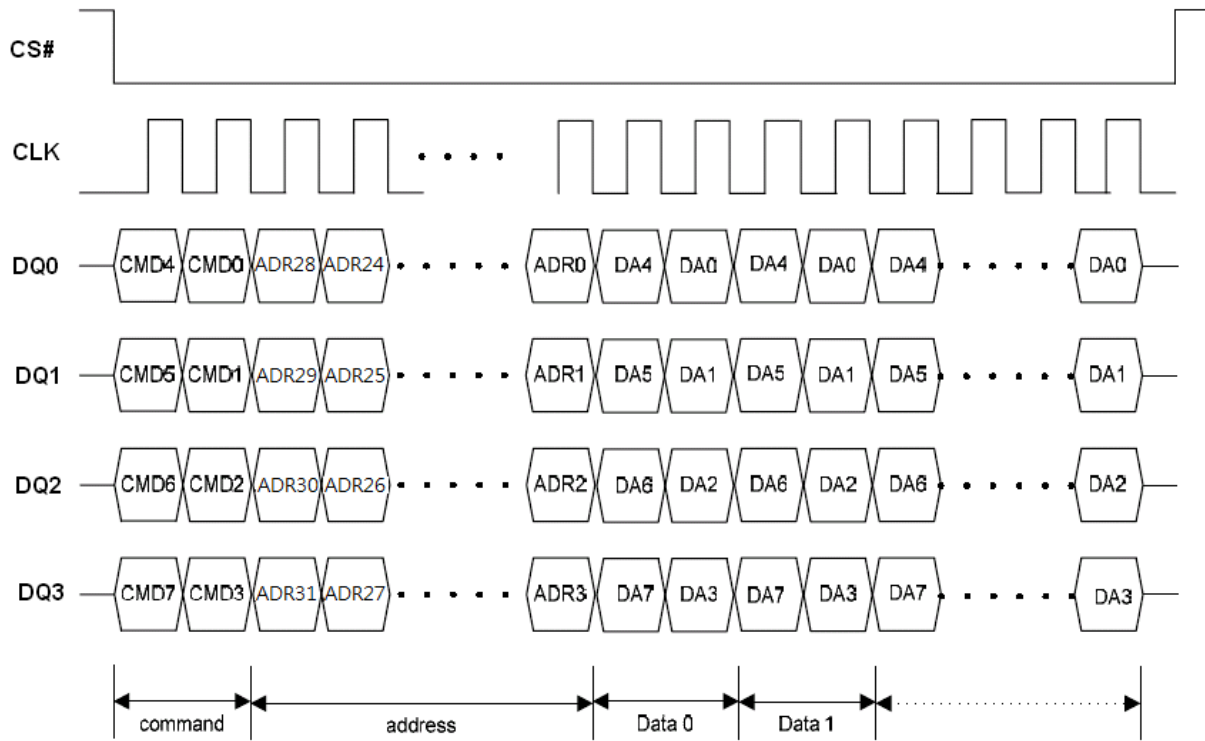 CS#
CLK
DQ0 CMD4 CMD0 ADR28 ADR24 ADR0 DA4 DA0 DA4 DA0 DA4 DA0
DQ1 CMD5 CMD1 ADR29 ADR25 ADR1 DA5 DA1 DA5 DA1 DA5 DA1
DQ2 CMD6 CMD2 ADR30 ADR26 ADR2 DA6 DA2 DA6 DA2 DA6 DA2
DQ3 CMD7 CMD3 ADR31 ADR27 ADR3 DA7 DA3 DA7 DA3 DA7 DA3
command address Data 0 Data 1